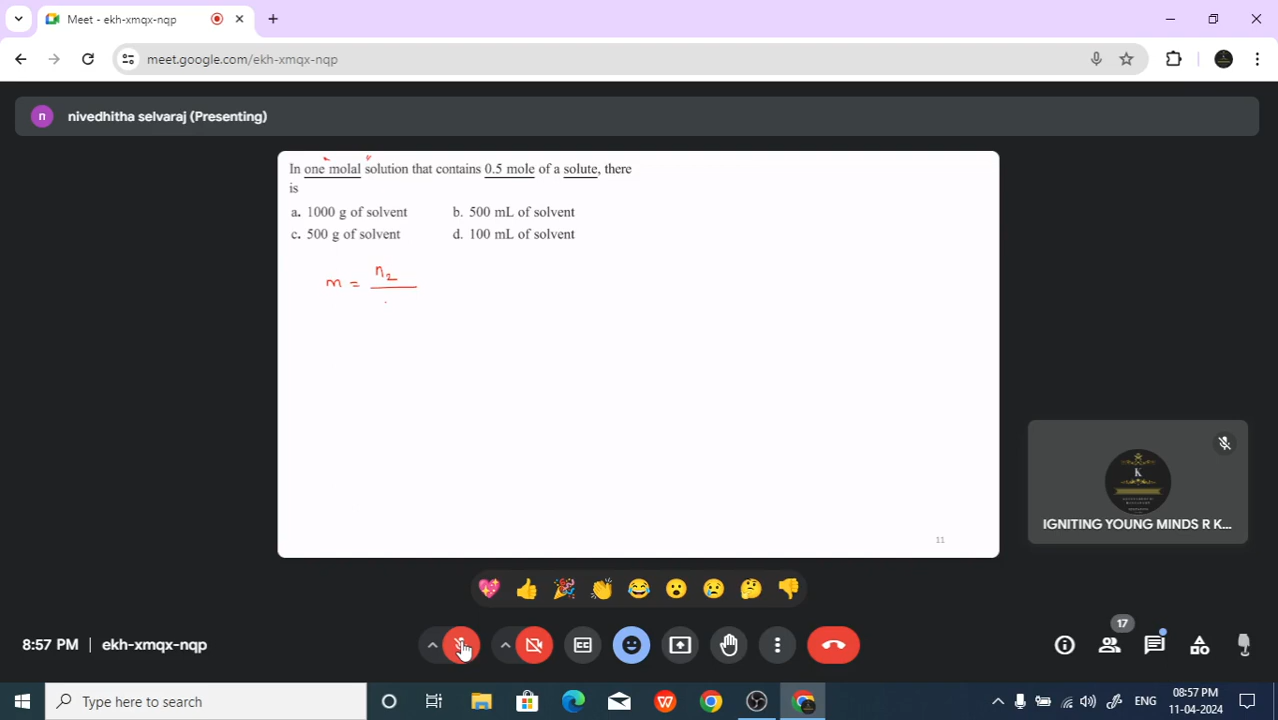 Meet - ekh-xmqx-nqp
meet.google.com/ekh-xmqx-nqp
n
nivedhitha selvaraj (Presenting)
In one molal solution that contains 0.5 mole of a solute, there
is
a. 1000 g of solvent b. 500 mL of solvent
c. 500 g of solvent d. 100 mL of solvent
m = n2
K
IGNITING YOUNG MINDS R K...
11
8:57 PM | ekh-xmqx-nqp
17
Type here to search
ENG
08:57 PM
11-04-2024